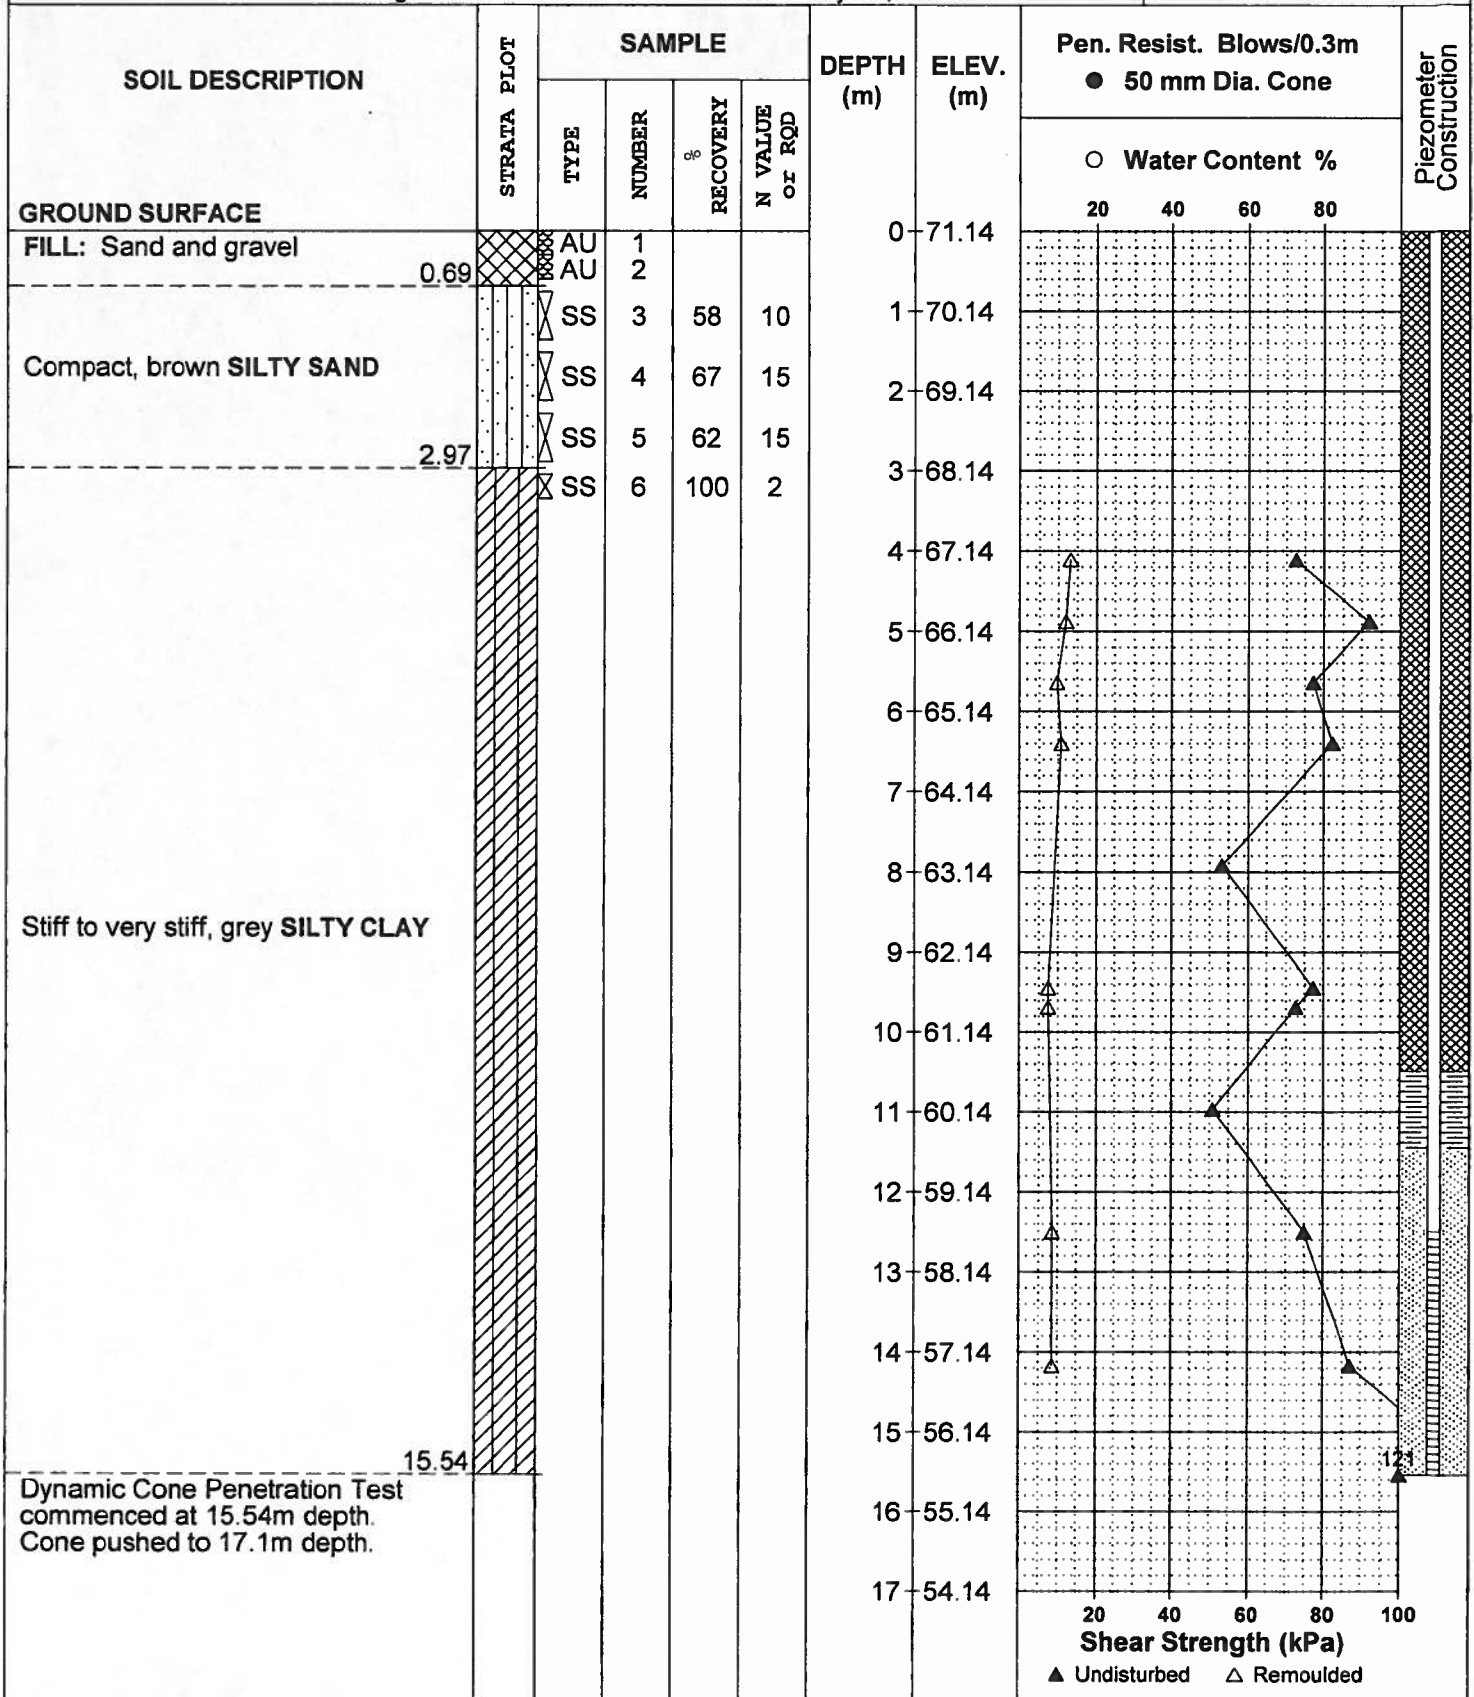 SOIL DESCRIPTION
GROUND SURFACE
STRATA PLOT
SAMPLE
TYPE
NUMBER
% RECOVERY
N VALUE or RQD
DEPTH (m)
ELEV. (m)
Pen. Resist. Blows/0.3m
● 50 mm Dia. Cone
○ Water Content %
20 40 60 80
Piezometer Construction
FILL: Sand and gravel
0.69
AU 1
AU 2
SS 3 58 10
Compact, brown SILTY SAND
SS 4 67 15
SS 5 62 15
2.97
SS 6 100 2
Stiff to very stiff, grey SILTY CLAY
15.54
Dynamic Cone Penetration Test
commenced at 15.54m depth.
Cone pushed to 17.1m depth.
0 71.14
1 70.14
2 69.14
3 68.14
4 67.14
5 66.14
6 65.14
7 64.14
8 63.14
9 62.14
10 61.14
11 60.14
12 59.14
13 58.14
14 57.14
15 56.14
16 55.14
17 54.14
121
20 40 60 80 100
Shear Strength (kPa)
▲ Undisturbed △ Remoulded